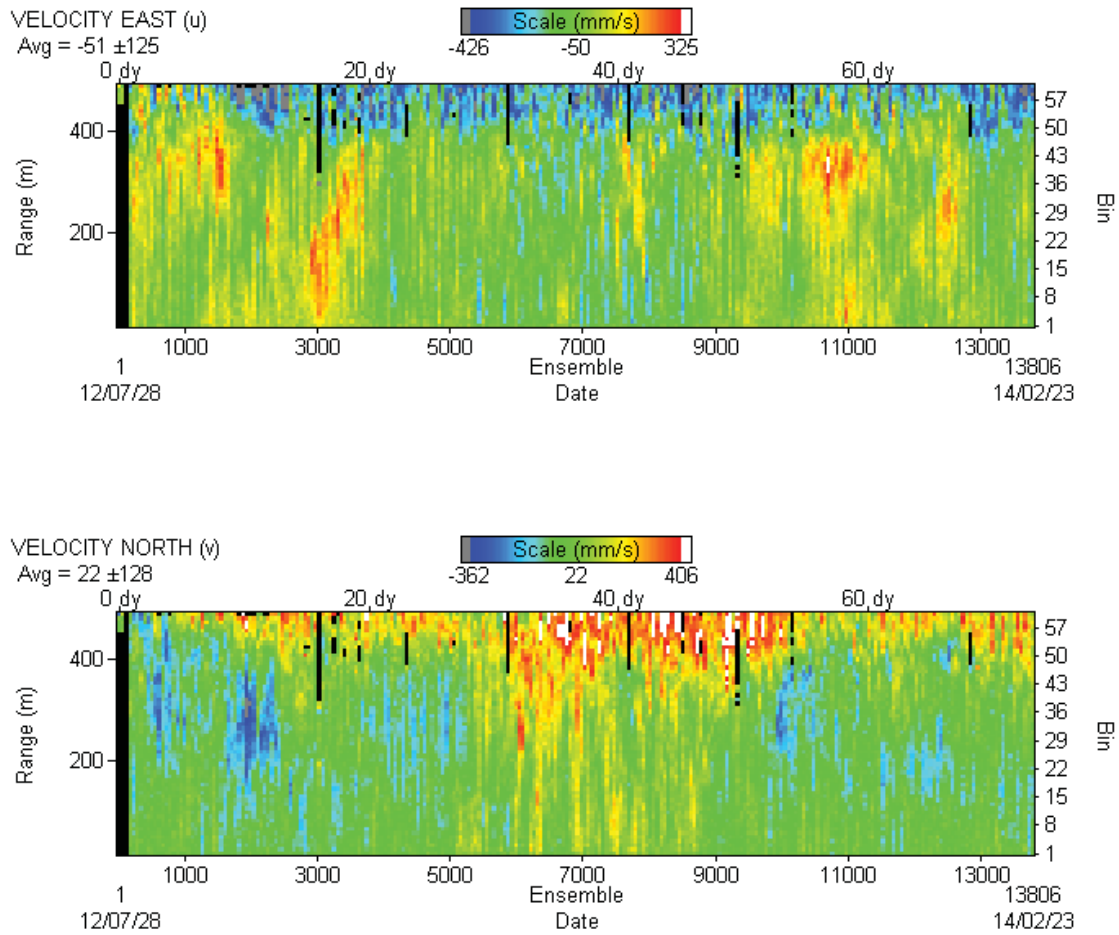 VELOCITY EAST (u)
Scale (mm/s)
Avg = -51 ±125
-426 -50 325
0 dy 20 dy 40 dy 60 dy
400
200
Range (m)
57
50
43
36
29
22
15
8
1
Bin
1000 3000 5000 7000 9000 11000 13000
1 Ensemble 13806
12/07/28 Date 14/02/23
VELOCITY NORTH (v)
Scale (mm/s)
Avg = 22 ±128
-362 22 406
0 dy 20 dy 40 dy 60 dy
400
200
Range (m)
57
50
43
36
29
22
15
8
1
Bin
1000 3000 5000 7000 9000 11000 13000
1 Ensemble 13806
12/07/28 Date 14/02/23